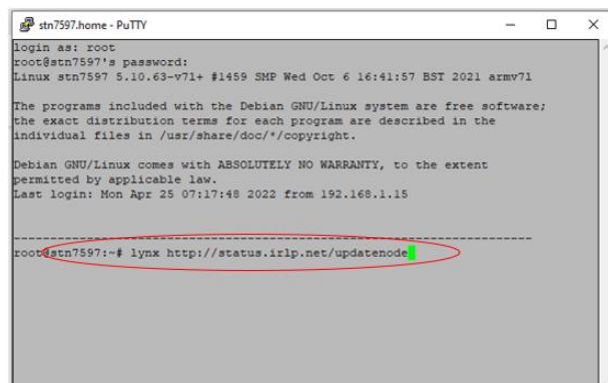 stn7597.home - PuTTY
login as: root
root@stn7597's password:
Linux stn7597 5.10.63-v7l+ #1459 SMP Wed Oct 6 16:41:57 BST 2021 armv7l
The programs included with the Debian GNU/Linux system are free software;
the exact distribution terms for each program are described in the
individual files in /usr/share/doc/*/copyright.
Debian GNU/Linux comes with ABSOLUTELY NO WARRANTY, to the extent
permitted by applicable law.
Last login: Mon Apr 25 07:17:48 2022 from 192.168.1.15
------------------------------------------------------------------------
root@stn7597:~# lynx http://status.irlp.net/updatenode